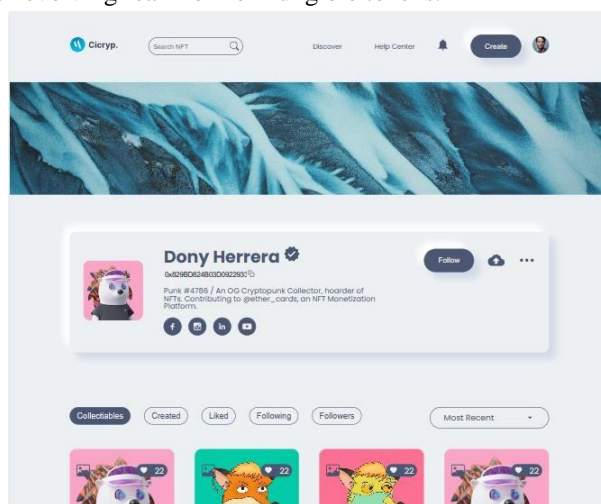 Cicryp.
Search NFT
Discover
Help Center
Create
Dony Herrera
Punk #4786 / An OG Cryptopunk Collector, hoarder of
NFTs. Contributing to @ether_cards, an NFT Monetization
Platform.
Follow
Collectiables
Created
Liked
Following
Followers
Most Recent
22
22
22
22